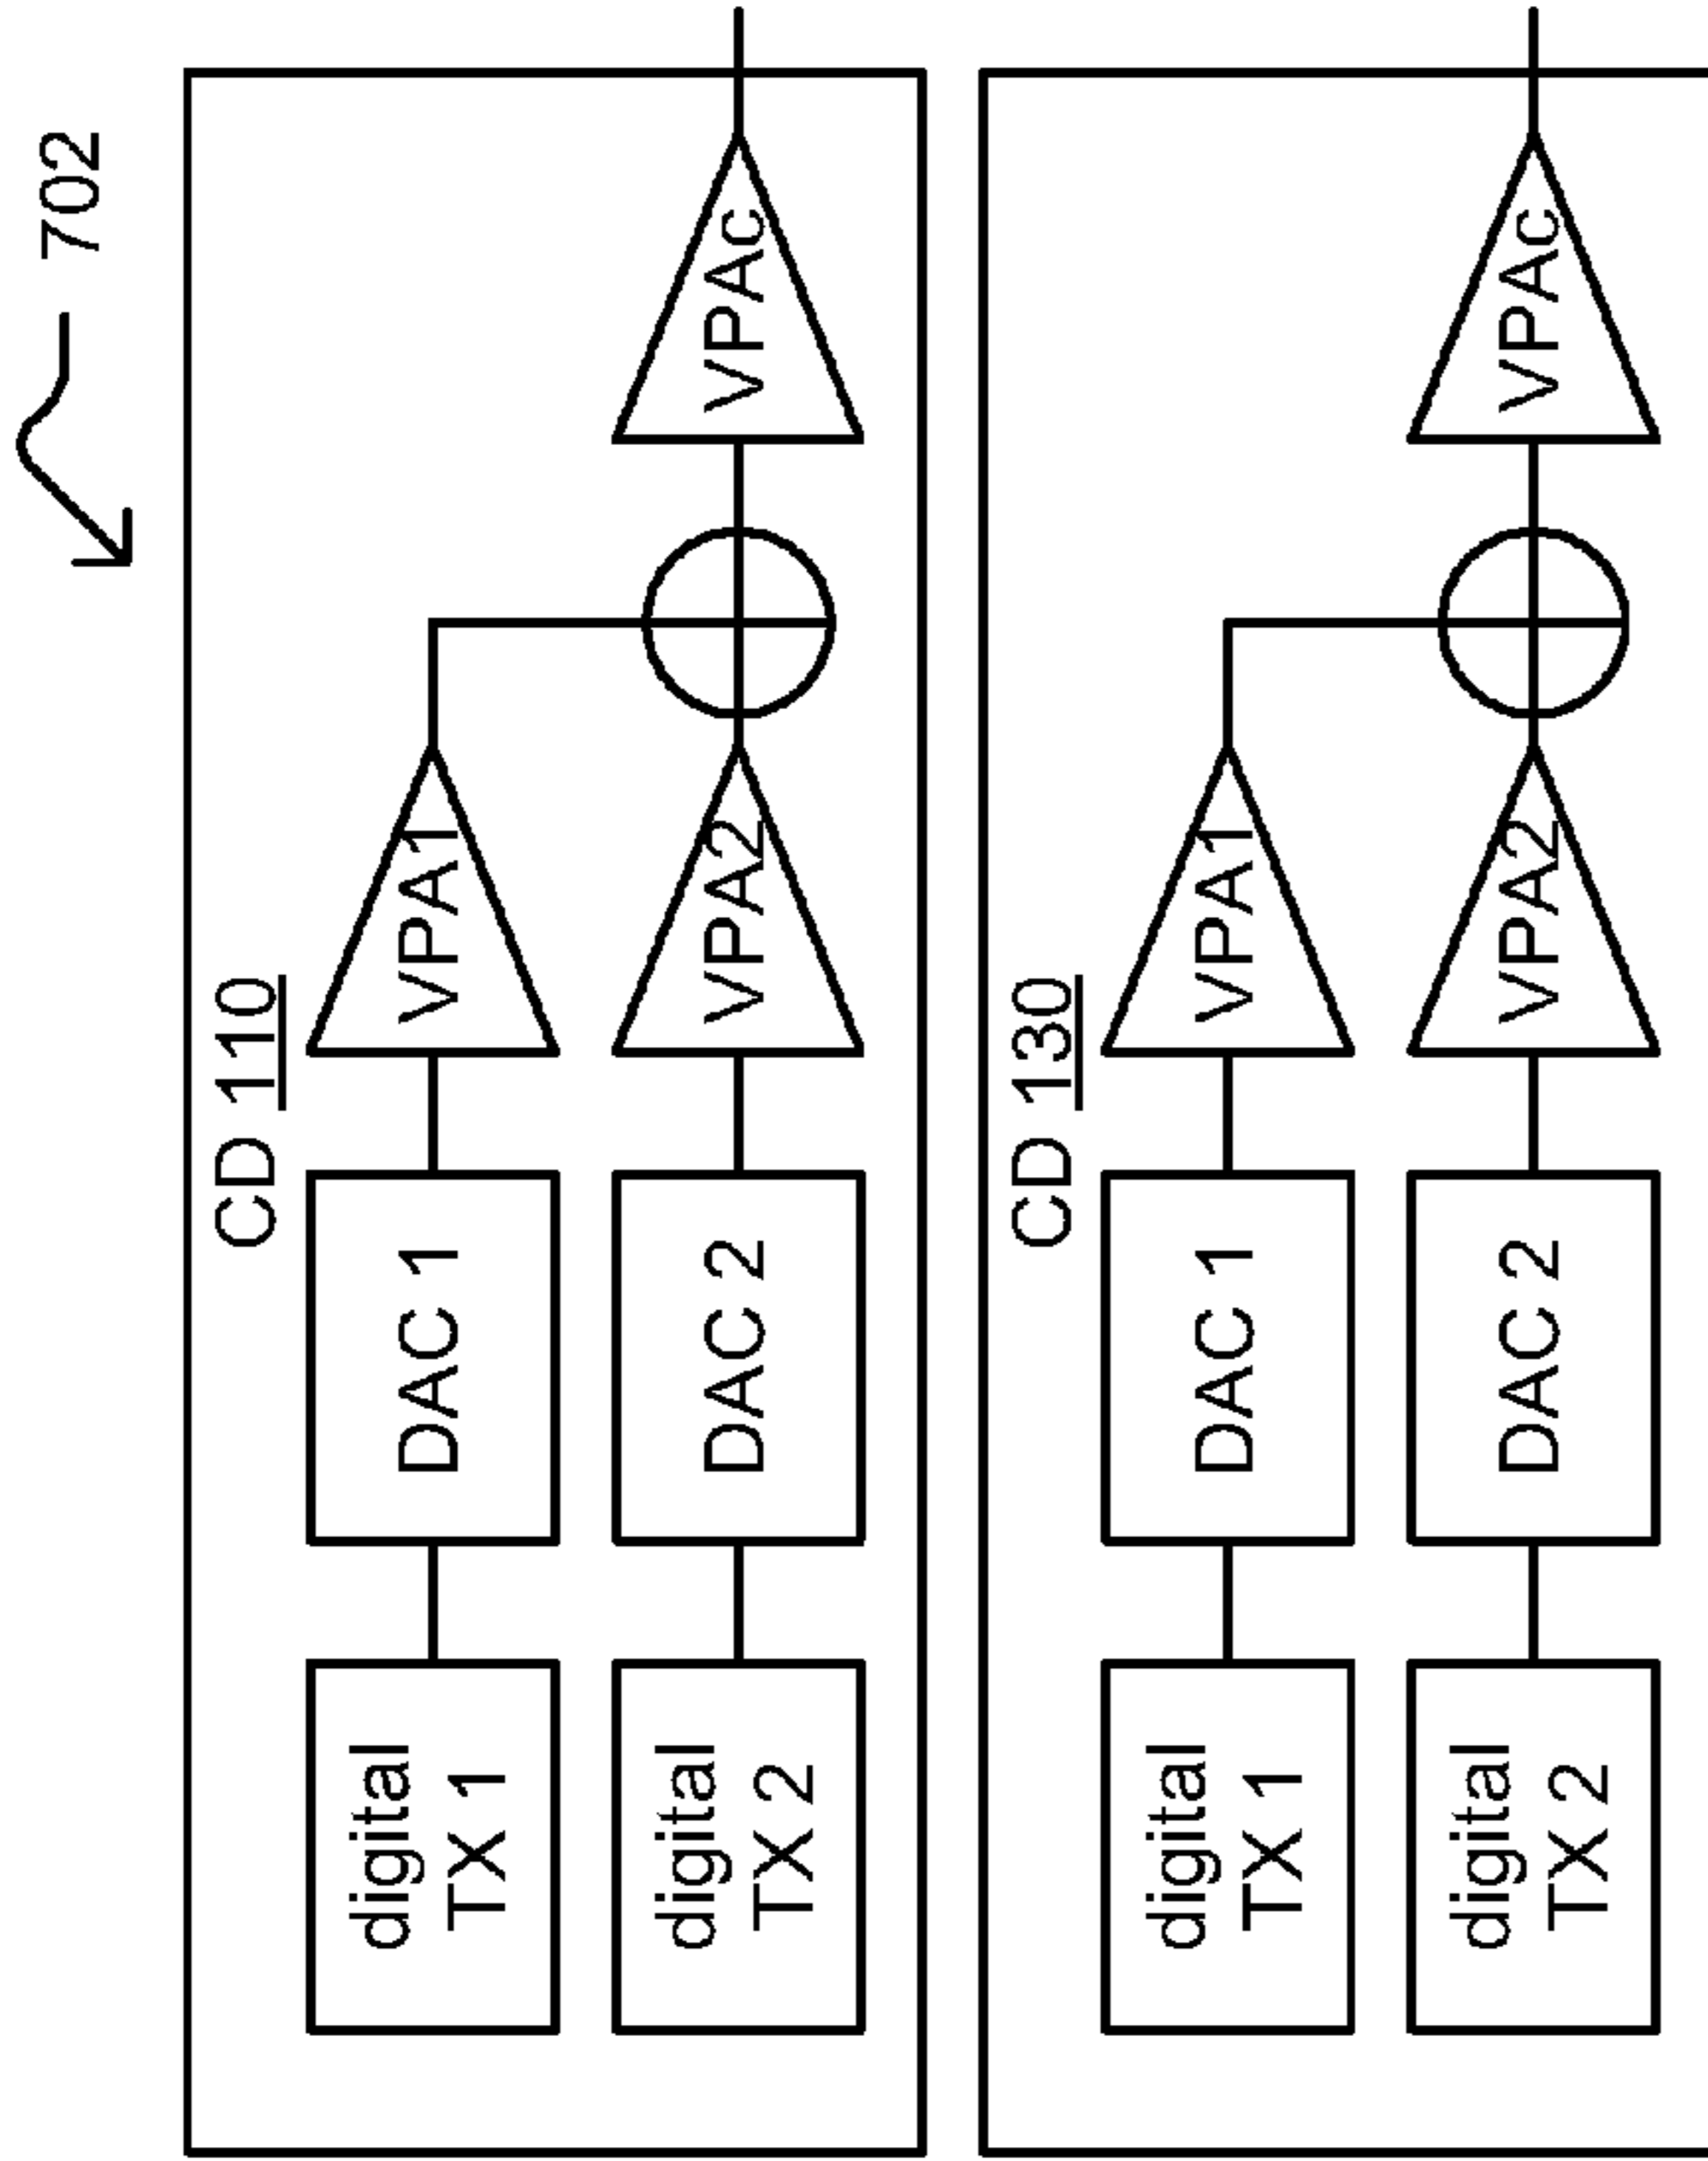 702
CD 110
digital
TX 1
DAC 1
VPA1
digital
TX 2
DAC 2
VPA2
VPAc
CD 130
digital
TX 1
DAC 1
VPA1
digital
TX 2
DAC 2
VPA2
VPAc